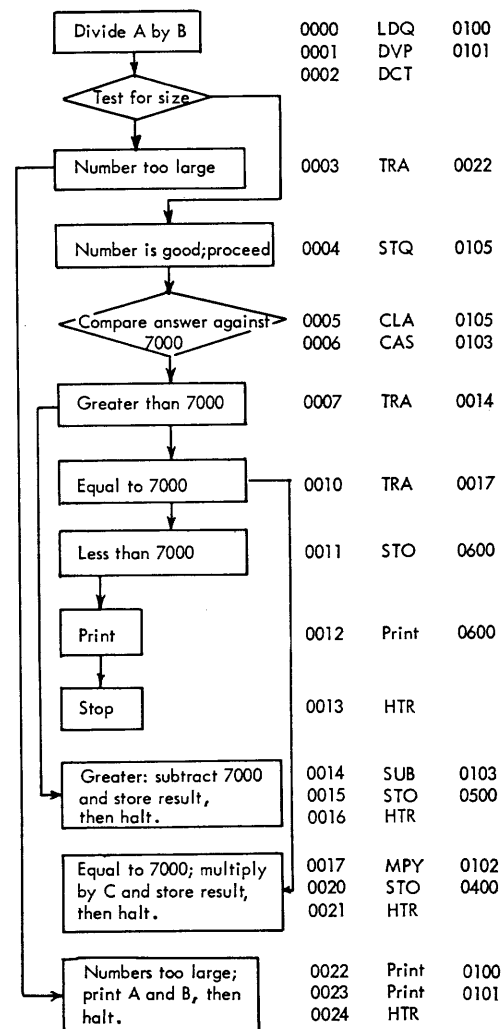 Divide A by B 0000 LDQ 0100
0001 DVP 0101
0002 DCT
Test for size
Number too large 0003 TRA 0022
Number is good;proceed 0004 STQ 0105
Compare answer against 0005 CLA 0105
7000 0006 CAS 0103
Greater than 7000 0007 TRA 0014
Equal to 7000 0010 TRA 0017
Less than 7000 0011 STO 0600
Print 0012 Print 0600
Stop 0013 HTR
Greater: subtract 7000 0014 SUB 0103
and store result, 0015 STO 0500
then halt. 0016 HTR
Equal to 7000; multiply 0017 MPY 0102
by C and store result, 0020 STO 0400
then halt. 0021 HTR
Numbers too large; 0022 Print 0100
print A and B, then 0023 Print 0101
halt. 0024 HTR